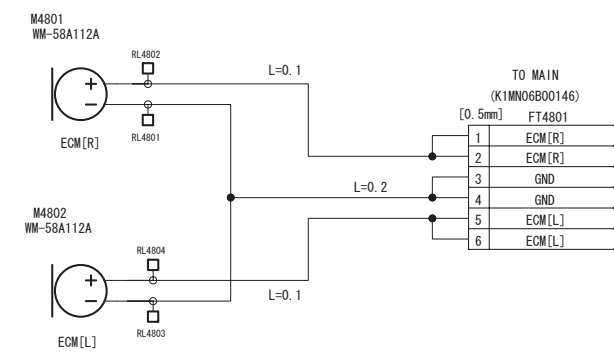 M4801
WM-58A112A
RL4802
L=0.1
+
−
RL4801
ECM[R]
TO MAIN
(K1MN06B00146)
[0.5mm] FT4801
1 ECM[R]
2 ECM[R]
3 GND
4 GND
5 ECM[L]
6 ECM[L]
L=0.2
M4802
WM-58A112A
RL4804
+
−
L=0.1
RL4803
ECM[L]